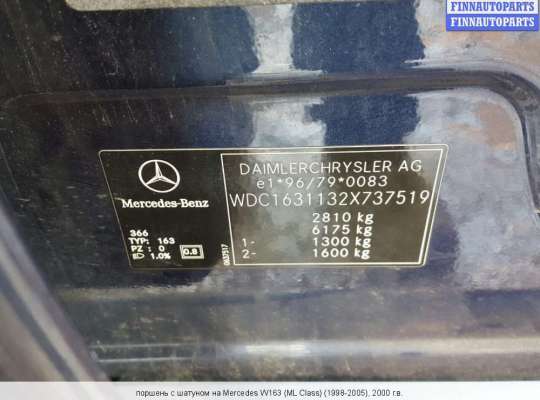 FINNAUTOPARTS
FINNAUTOPARTS
Mercedes-Benz
366
TYP: 163
PZ : 0
1.0% 0.8
DAIMLERCHRYSLER AG
e1*96/79*0083
WDC1631132X737519
2810 kg
6175 kg
1- 1300 kg
2- 1600 kg
поршень с шатуном на Mercedes W163 (ML Class) (1998-2005), 2000 г.в.